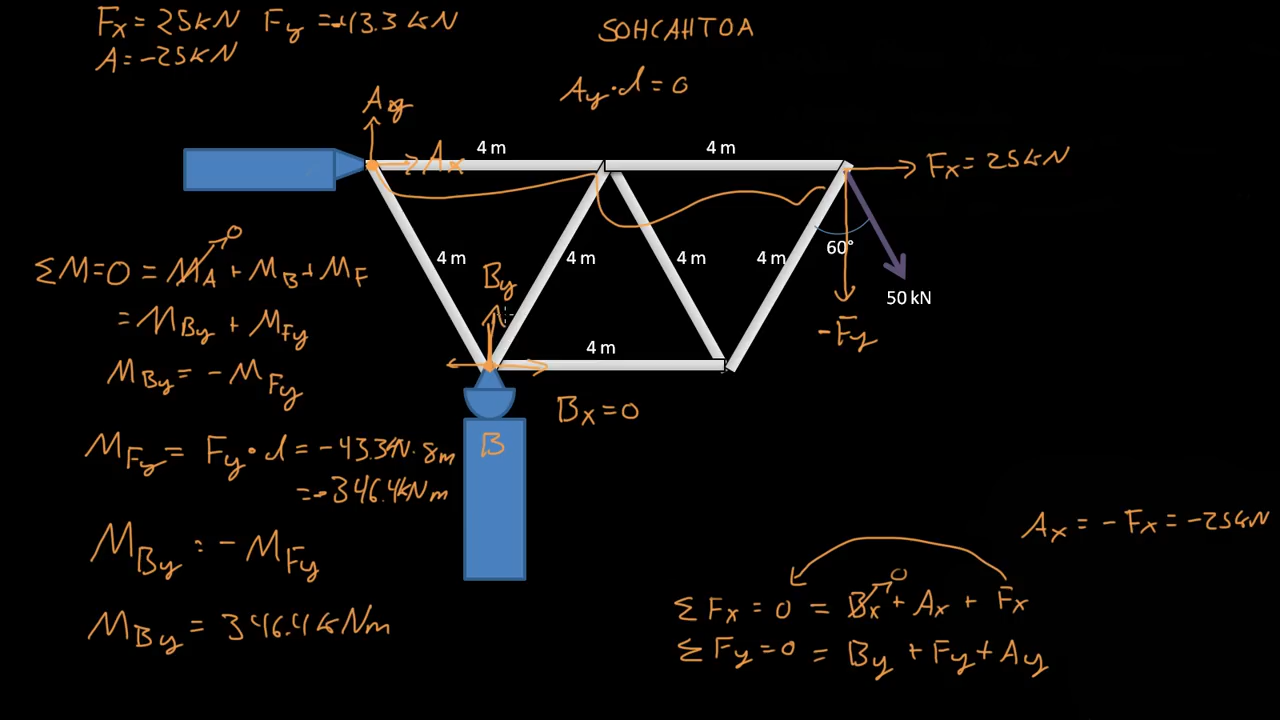 Fx = 25kN Fy = -43.3kN
A = -25kN
SOHCAHTOA
Ay·d = 0
Ay
Ax
4 m
4 m
Fx = 25kN
4 m
4 m
4 m
4 m
60°
50 kN
-Fy
By
4 m
Bx = 0
B
ΣM = 0 = MA + MB + MF
0
= MBy + MFy
MBy = - MFy
MFy = Fy·d = -43.3kN·8m
= -346.4kNm
MBy = - MFy
MBy = 346.4kNm
Ax = - Fx = -25kN
0
ΣFx = 0 = Bx + Ax + Fx
ΣFy = 0 = By + Fy + Ay